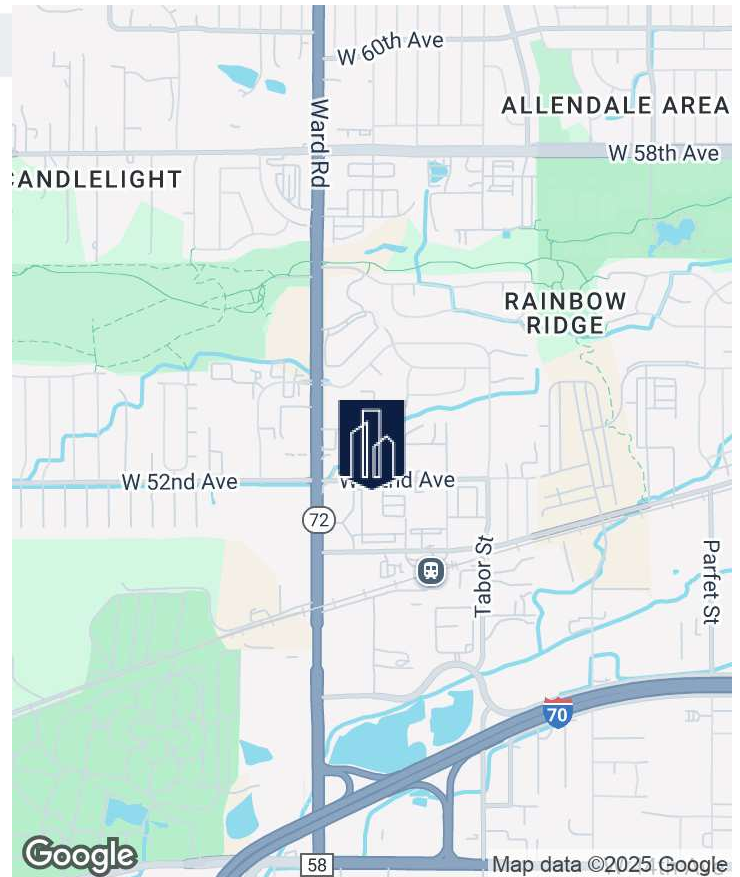 W 60th Ave
ALLENDALE AREA
Ward Rd
W 58th Ave
CANDLELIGHT
RAINBOW
RIDGE
W 52nd Ave
Ave
72
Tabor St
Parfet St
70
58
Google
Map data ©2025 Google